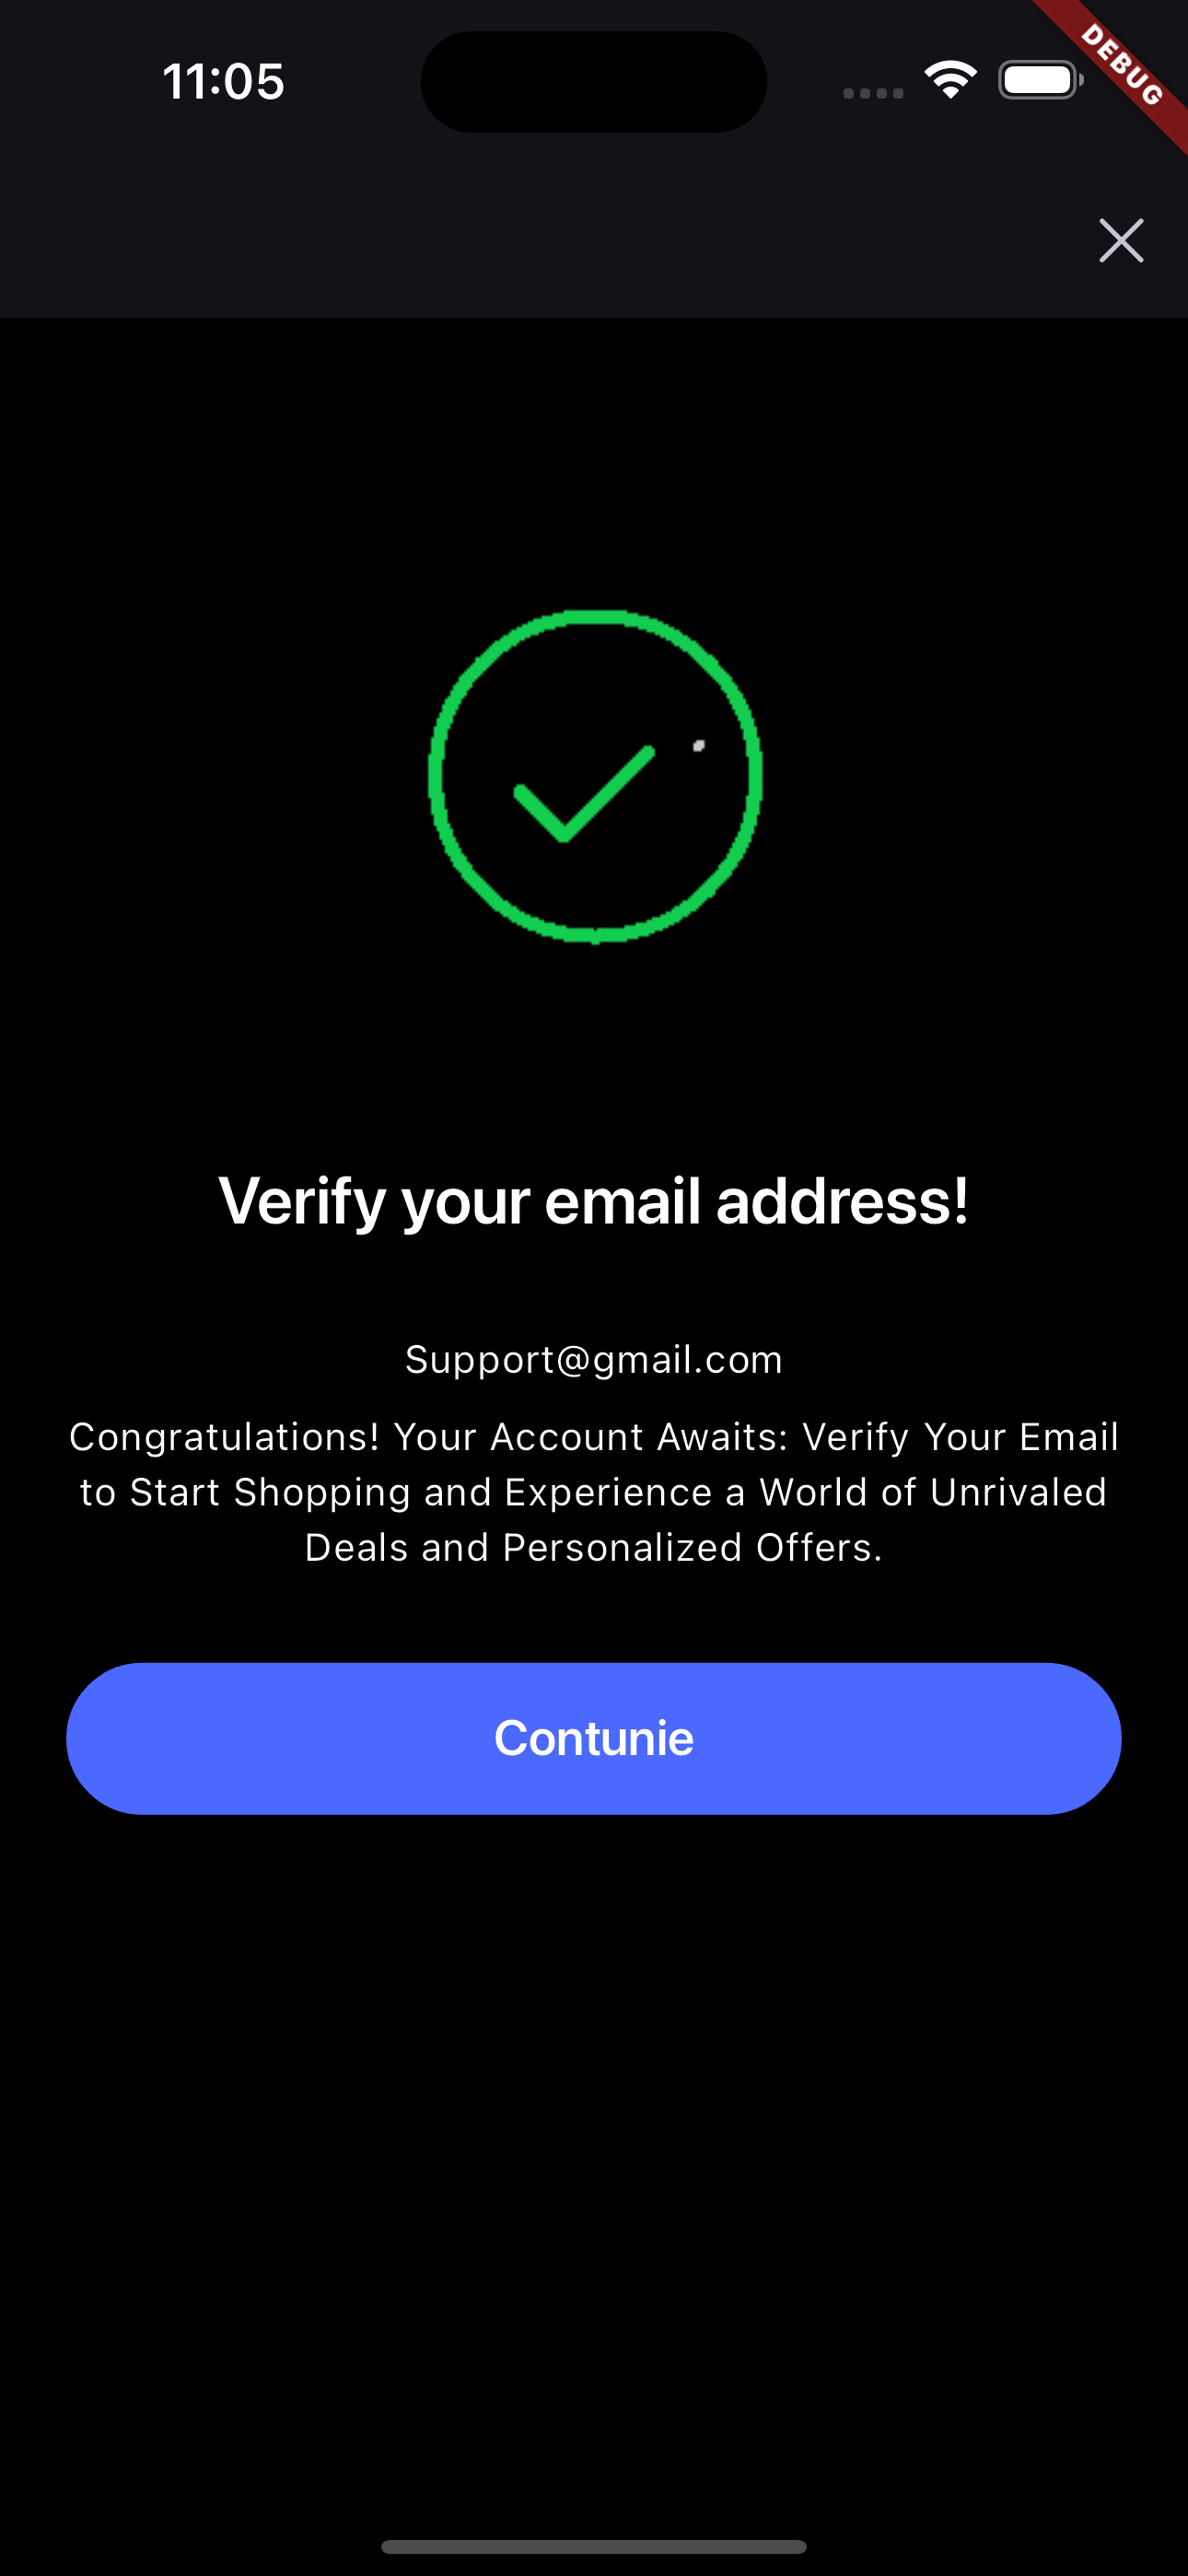 11:05
DEBUG
Verify your email address!
Support@gmail.com
Congratulations! Your Account Awaits: Verify Your Email
to Start Shopping and Experience a World of Unrivaled
Deals and Personalized Offers.
Contunie